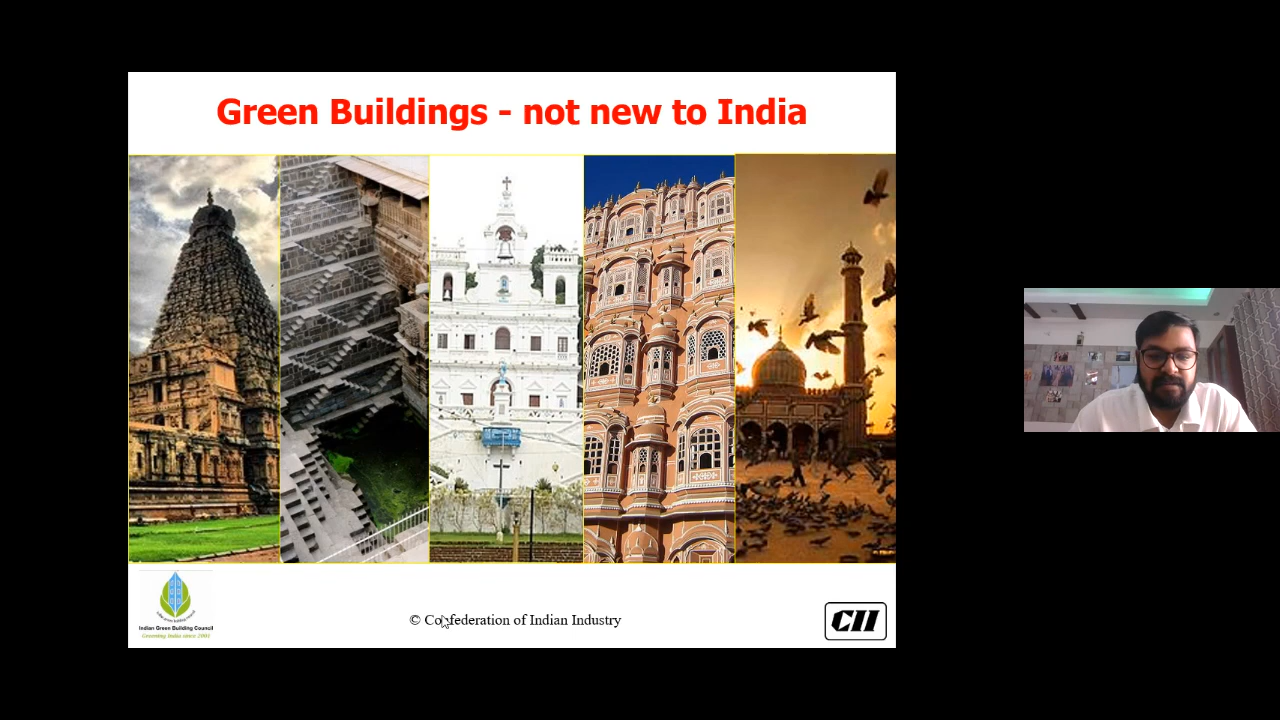 Green Buildings - not new to India
Indian Green Building Council
Greening India since 2001
© Confederation of Indian Industry
CII